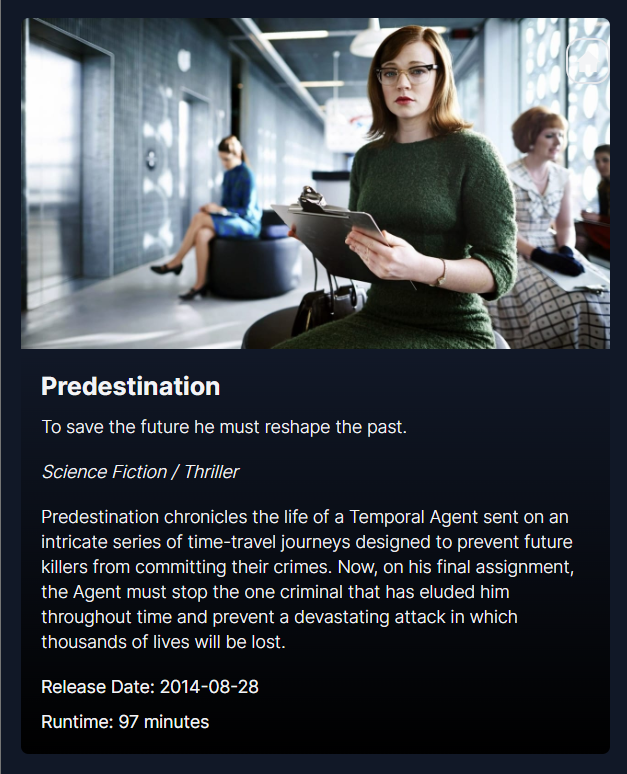 Predestination
To save the future he must reshape the past.
Science Fiction / Thriller
Predestination chronicles the life of a Temporal Agent sent on an
intricate series of time-travel journeys designed to prevent future
killers from committing their crimes. Now, on his final assignment,
the Agent must stop the one criminal that has eluded him
throughout time and prevent a devastating attack in which
thousands of lives will be lost.
Release Date: 2014-08-28
Runtime: 97 minutes